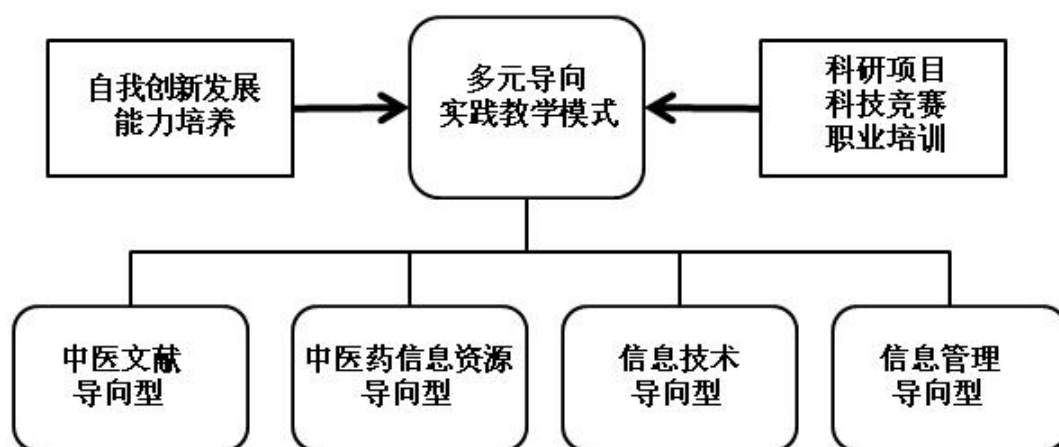 自我创新发展
能力培养
多元导向
实践教学模式
科研项目
科技竞赛
职业培训
中医文献
导向型
中医药信息资源
导向型
信息技术
导向型
信息管理
导向型